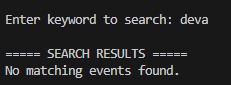 Enter keyword to search: deva
===== SEARCH RESULTS =====
No matching events found.